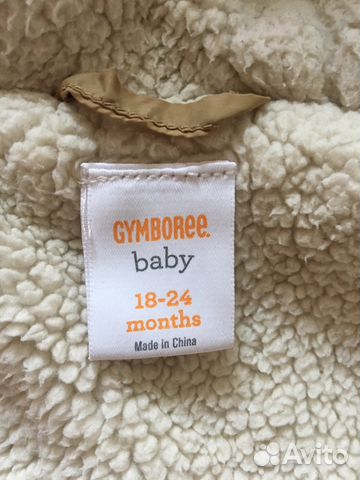 GYMBOREE.
baby
18-24
months
Made in China
Avito